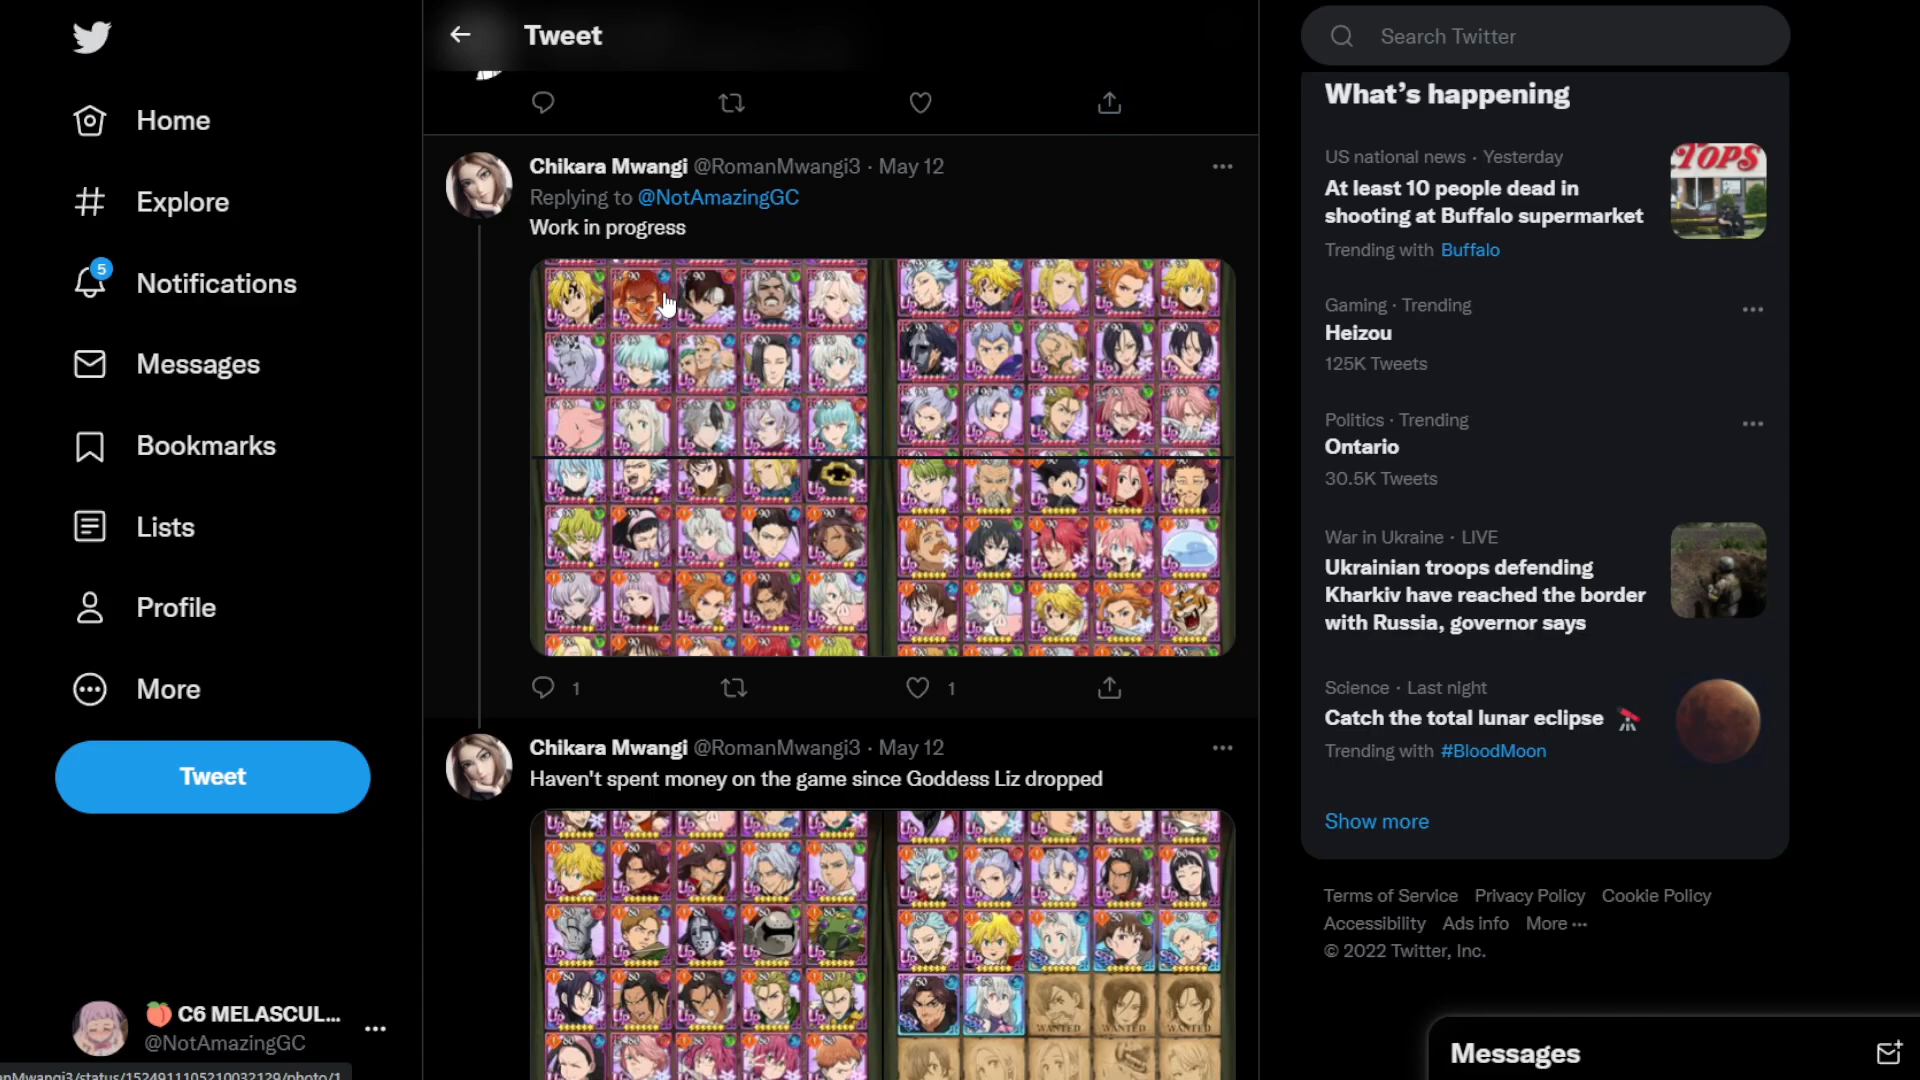 Home
Explore
5
Notifications
Messages
Bookmarks
Lists
Profile
More
Tweet
🍑 C6 MELASCUL...
@NotAmazingGC
Tweet
Chikara Mwangi @RomanMwangi3 · May 12
Replying to @NotAmazingGC
Work in progress
1
1
Chikara Mwangi @RomanMwangi3 · May 12
Haven't spent money on the game since Goddess Liz dropped
WANTED WANTED WANTED
Search Twitter
What's happening
US national news · Yesterday
At least 10 people dead in
shooting at Buffalo supermarket
Trending with Buffalo
TOPS
Gaming · Trending
Heizou
125K Tweets
Politics · Trending
Ontario
30.5K Tweets
War in Ukraine · LIVE
Ukrainian troops defending
Kharkiv have reached the border
with Russia, governor says
Science · Last night
Catch the total lunar eclipse 🔭
Trending with #BloodMoon
Show more
Terms of Service Privacy Policy Cookie Policy
Accessibility Ads info More ···
© 2022 Twitter, Inc.
Messages